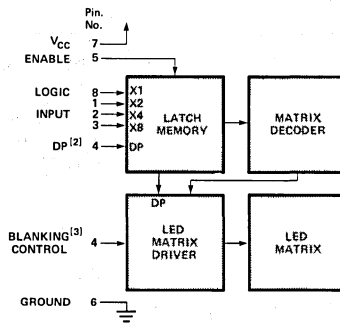 Pin.
No.
VCC 7
ENABLE 5
LOGIC 8 X1
1 X2
INPUT 2 X4
3 X8
DP[2] 4 DP
LATCH
MEMORY
MATRIX
DECODER
DP
BLANKING[3]
CONTROL 4
LED
MATRIX
DRIVER
LED
MATRIX
GROUND 6